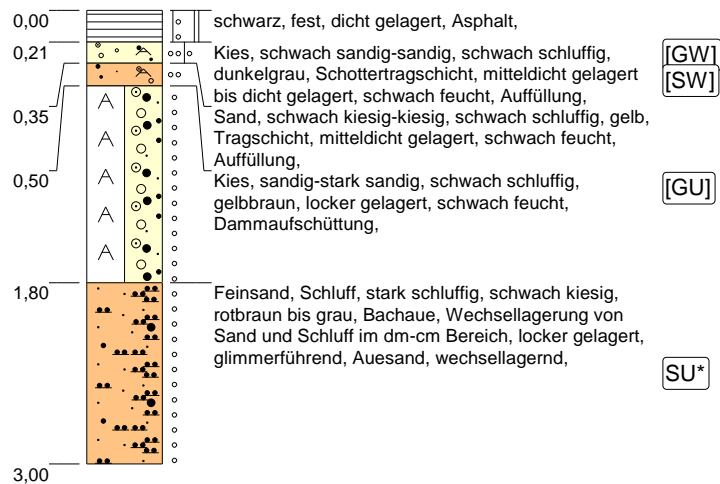 0,00
schwarz, fest, dicht gelagert, Asphalt,
0,21
Kies, schwach sandig-sandig, schwach schluffig,
dunkelgrau, Schottertragschicht, mitteldicht gelagert
bis dicht gelagert, schwach feucht, Auffüllung,
[GW]
[SW]
0,35
Sand, schwach kiesig-kiesig, schwach schluffig, gelb,
Tragschicht, mitteldicht gelagert, schwach feucht,
Auffüllung,
0,50
Kies, sandig-stark sandig, schwach schluffig,
gelbbraun, locker gelagert, schwach feucht,
Dammaufschüttung,
[GU]
1,80
Feinsand, Schluff, stark schluffig, schwach kiesig,
rotbraun bis grau, Bachaue, Wechsellagerung von
Sand und Schluff im dm-cm Bereich, locker gelagert,
glimmerführend, Auesand, wechsellagernd,
SU*
3,00